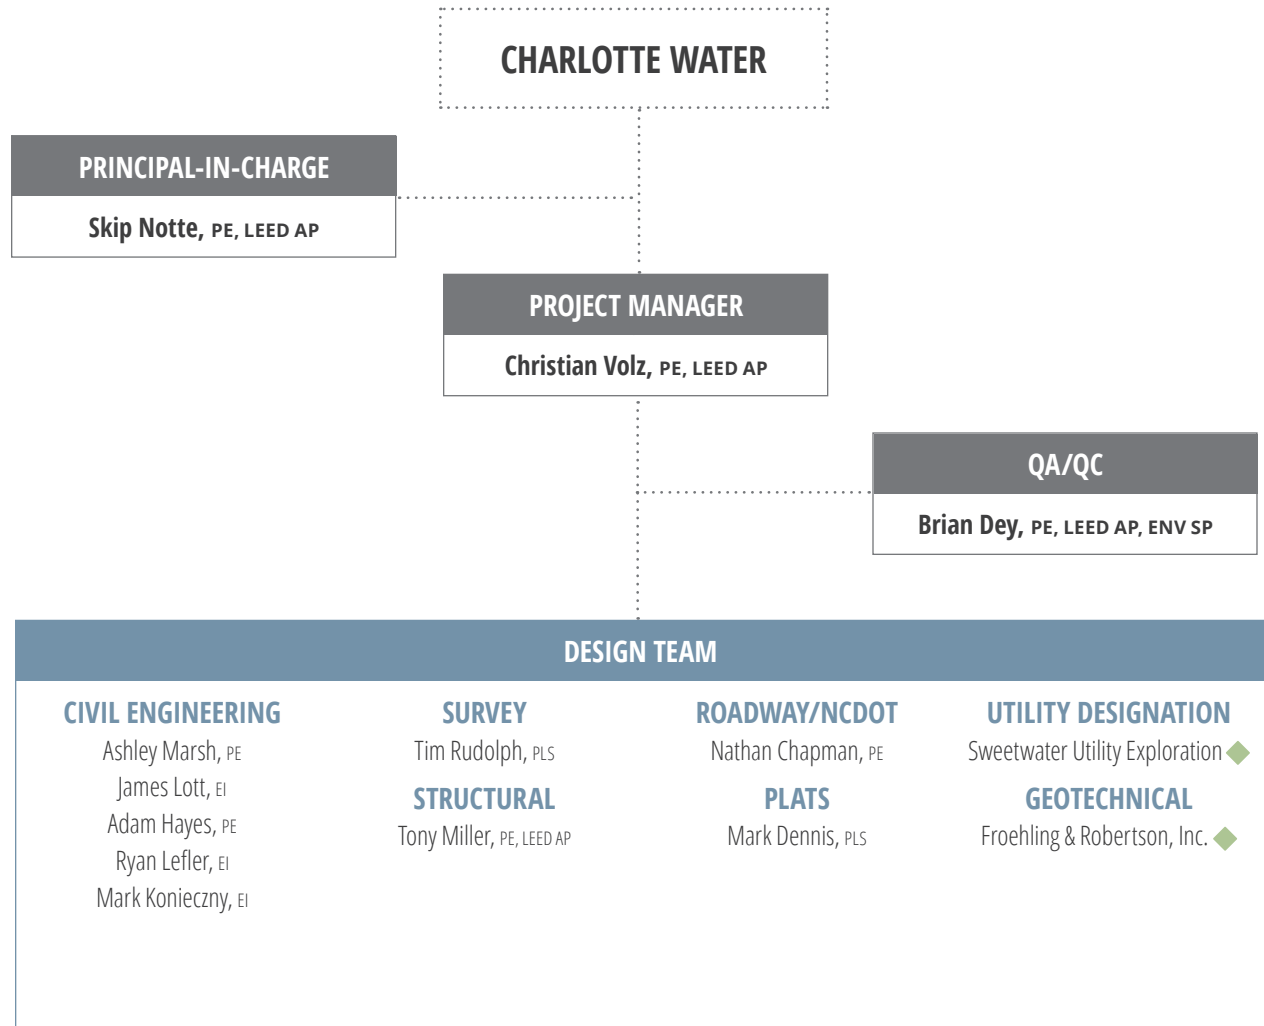 CHARLOTTE WATER
PRINCIPAL-IN-CHARGE
Skip Notte, PE, LEED AP
PROJECT MANAGER
Christian Volz, PE, LEED AP
QA/QC
Brian Dey, PE, LEED AP, ENV SP
DESIGN TEAM
CIVIL ENGINEERING
Ashley Marsh, PE
James Lott, EI
Adam Hayes, PE
Ryan Lefler, EI
Mark Konieczny, EI
SURVEY
Tim Rudolph, PLS
STRUCTURAL
Tony Miller, PE, LEED AP
ROADWAY/NCDOT
Nathan Chapman, PE
PLATS
Mark Dennis, PLS
UTILITY DESIGNATION
Sweetwater Utility Exploration
GEOTECHNICAL
Froehling & Robertson, Inc.